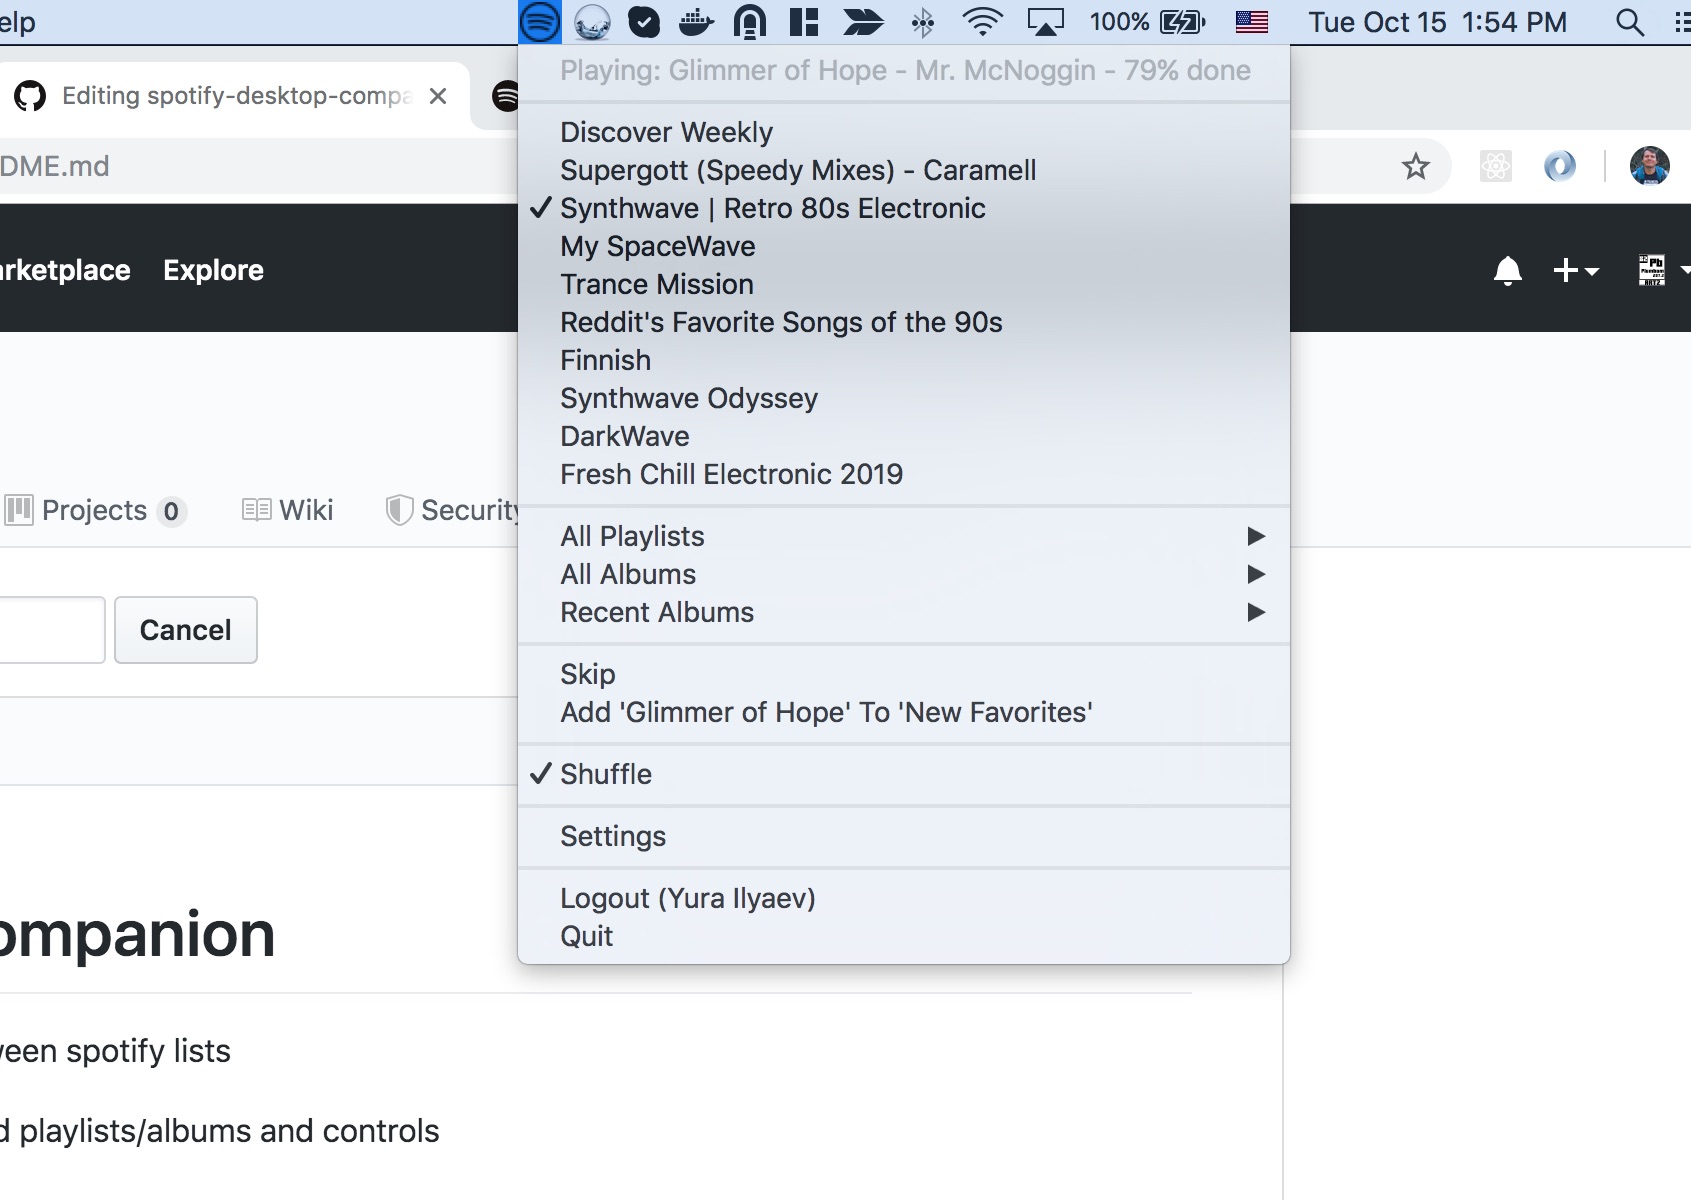 elp
100%
Tue Oct 15 1:54 PM
Playing: Glimmer of Hope - Mr. McNoggin - 79% done
Editing spotify-desktop-compa
DME.md
Discover Weekly
Supergott (Speedy Mixes) - Caramell
✓ Synthwave | Retro 80s Electronic
My SpaceWave
Trance Mission
Reddit's Favorite Songs of the 90s
Finnish
Synthwave Odyssey
DarkWave
Fresh Chill Electronic 2019
arketplace
Explore
Pb
Projects 0
Wiki
Security
All Playlists
All Albums
Recent Albums
Cancel
Skip
Add 'Glimmer of Hope' To 'New Favorites'
✓ Shuffle
Settings
Logout (Yura Ilyaev)
Quit
ompanion
een spotify lists
d playlists/albums and controls